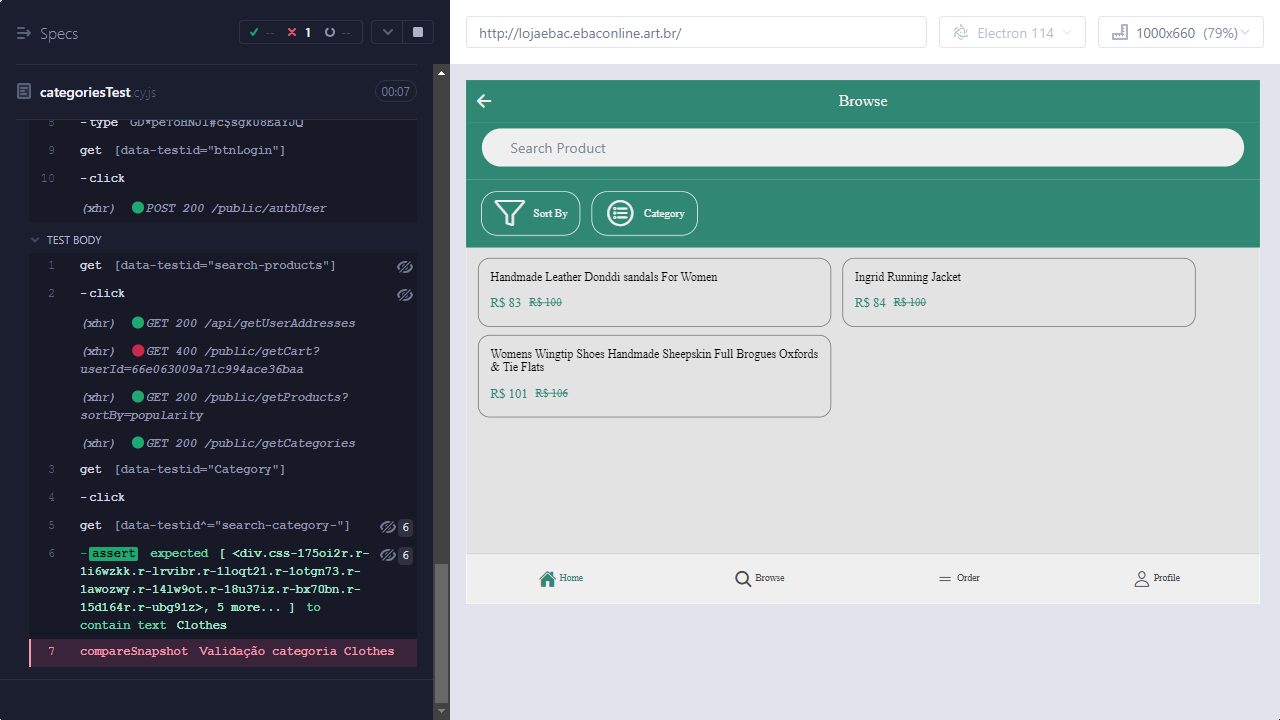 Specs
-- 1 --
categoriesTest.cy.js
00:07
8 -type
9 get [data-testid="btnLogin"]
10 -click
(xhr) POST 200 /public/authUser
TEST BODY
1 get [data-testid="search-products"]
2 -click
(xhr) GET 200 /api/getUserAddresses
(xhr) GET 400 /public/getCart?
userId=66e063009a71c994ace36baa
(xhr) GET 200 /public/getProducts?
sortBy=popularity
(xhr) GET 200 /public/getCategories
3 get [data-testid="Category"]
4 -click
5 get [data-testid^="search-category-"] 6
6 -assert expected [ <div.css-175oi2r.r- 6
1i6wzkk.r-lrvibr.r-1loqt21.r-1otgn73.r-
1awozwy.r-14lw9ot.r-18u37iz.r-bx70bn.r-
15d164r.r-ubg91z>, 5 more... ] to
contain text Clothes
7 compareSnapshot Validação categoria Clothes
http://lojaebac.ebaconline.art.br/
Electron 114
1000x660 (79%)
Browse
Search Product
Sort By
Category
Handmade Leather Donddi sandals For Women
R$ 83 R$ 100
Ingrid Running Jacket
R$ 84 R$ 100
Womens Wingtip Shoes Handmade Sheepskin Full Brogues Oxfords
& Tie Flats
R$ 101 R$ 106
Home
Browse
Order
Profile